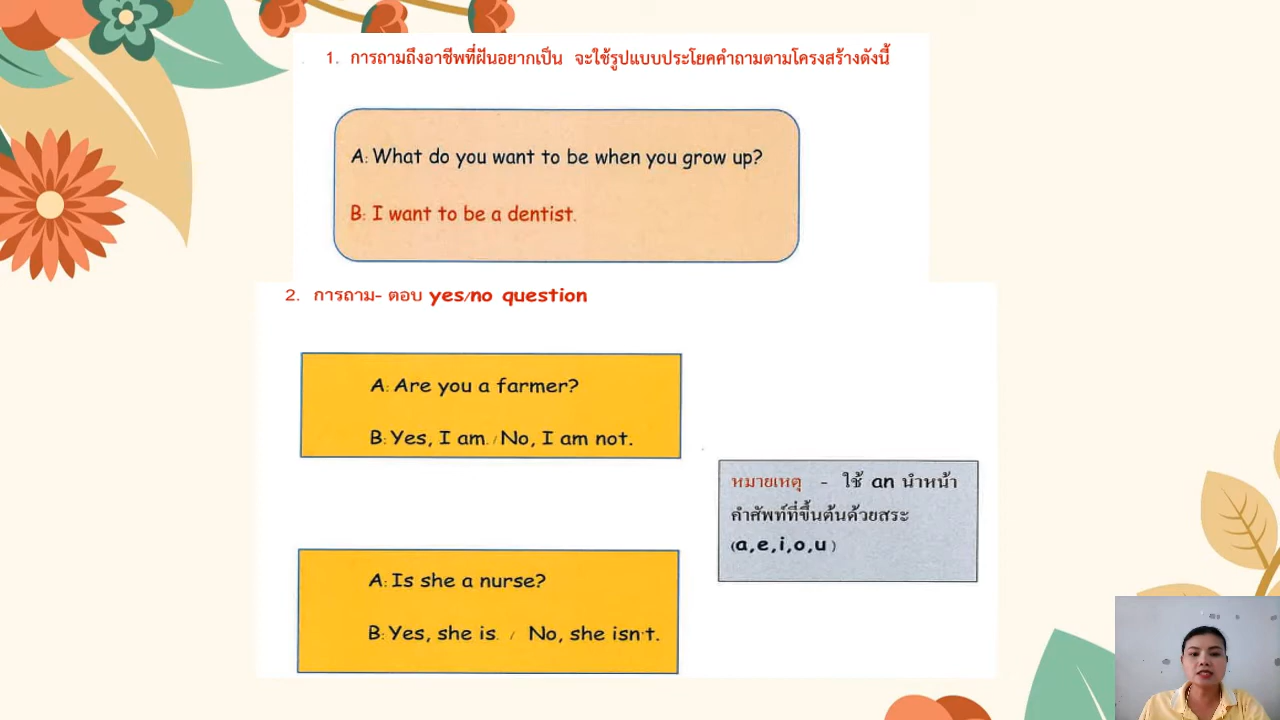 1. การถามถึงอาชีพที่ฝันอยากเป็น จะใช้รูปแบบประโยคคำถามตามโครงสร้างดังนี้
A: What do you want to be when you grow up?
B: I want to be a dentist.
2. การถาม- ตอบ yes/no question
A: Are you a farmer?
B: Yes, I am. / No, I am not.
หมายเหตุ - ใช้ an นำหน้า
คำศัพท์ที่ขึ้นต้นด้วยสระ
(a,e,i,o,u )
A: Is she a nurse?
B: Yes, she is. / No, she isn't.